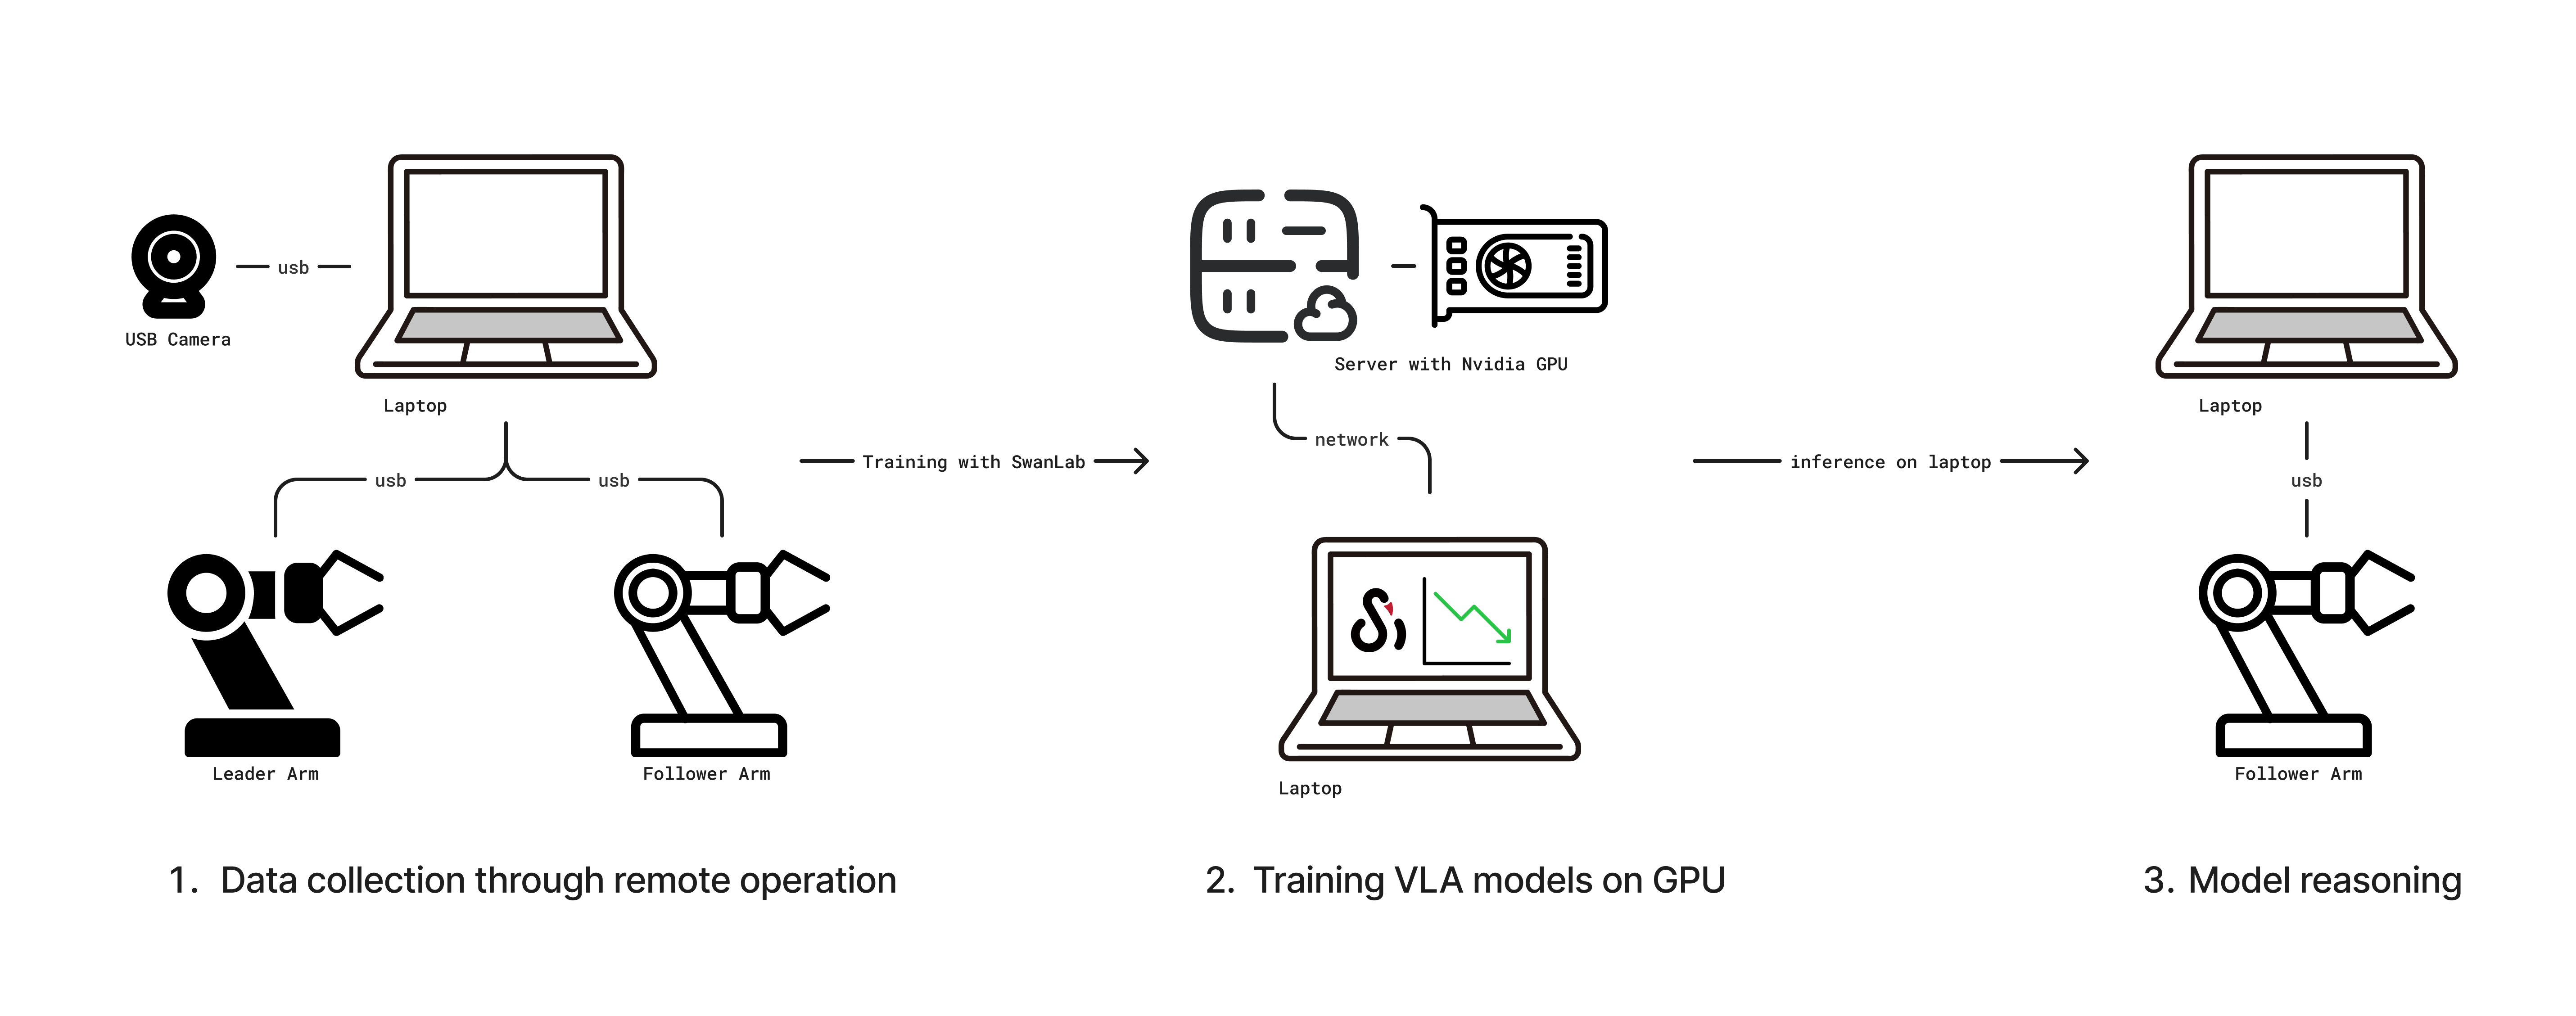 usb
USB Camera
Laptop
usb
usb
Leader Arm
Follower Arm
Training with SwanLab
Server with Nvidia GPU
network
Laptop
inference on laptop
Laptop
usb
Follower Arm
1. Data collection through remote operation
2. Training VLA models on GPU
3. Model reasoning